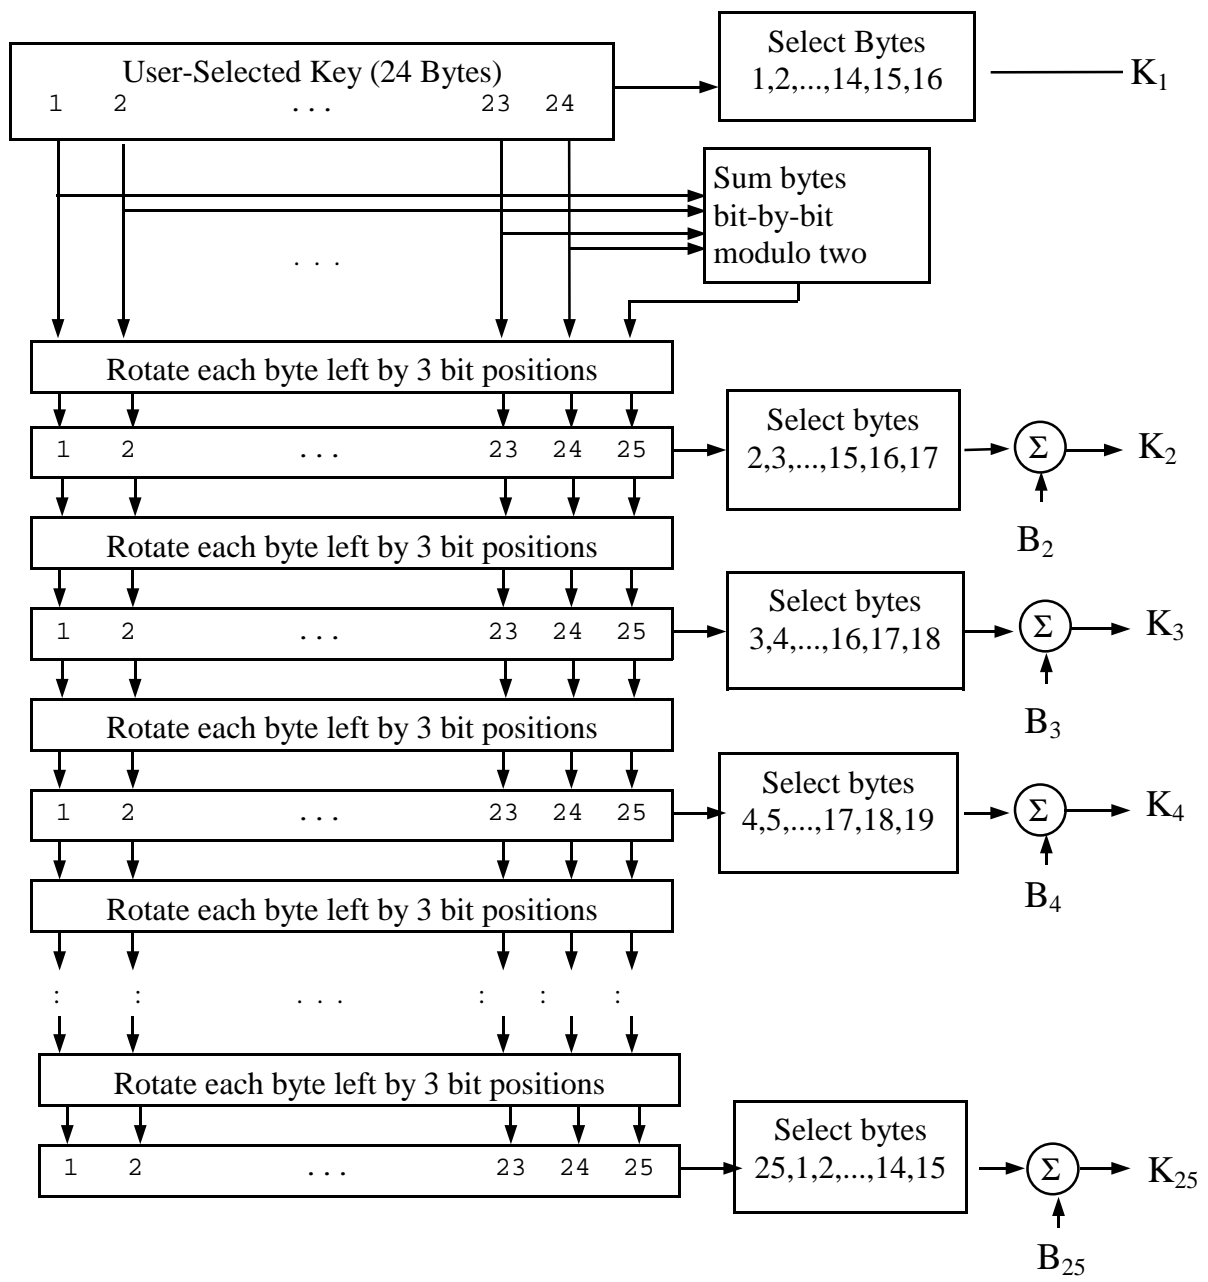 User-Selected Key (24 Bytes)
1 2 ... 23 24
Select Bytes
1,2,...,14,15,16
K1
Sum bytes
bit-by-bit
modulo two
. . .
Rotate each byte left by 3 bit positions
1 2 ... 23 24 25
Select bytes
2,3,...,15,16,17
Σ
K2
B2
Rotate each byte left by 3 bit positions
1 2 ... 23 24 25
Select bytes
3,4,...,16,17,18
Σ
K3
B3
Rotate each byte left by 3 bit positions
1 2 ... 23 24 25
Select bytes
4,5,...,17,18,19
Σ
K4
B4
Rotate each byte left by 3 bit positions
: : . . . : : :
Rotate each byte left by 3 bit positions
1 2 ... 23 24 25
Select bytes
25,1,2,...,14,15
Σ
K25
B25